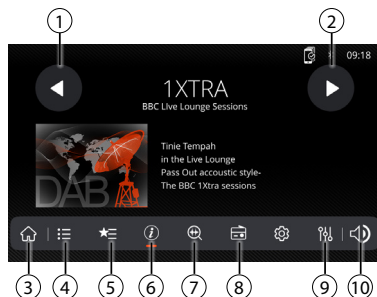 1
2
09:18
1XTRA
BBC LIve Lounge Sessions
Tinie Tempah
in the Live Lounge
Pass Out accoustic style-
The BBC 1Xtra sessions
DAB
i
3
4
5
6
7
8
9
10